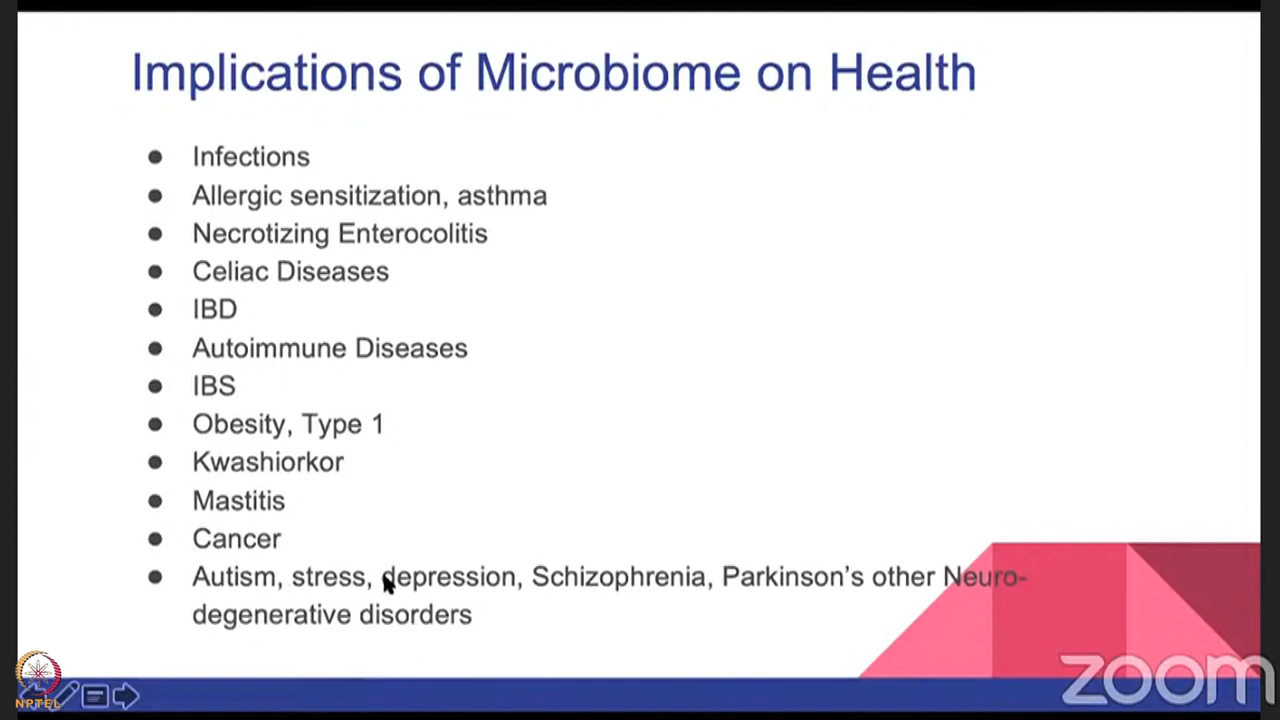 Implications of Microbiome on Health
Infections
Allergic sensitization, asthma
Necrotizing Enterocolitis
Celiac Diseases
IBD
Autoimmune Diseases
IBS
Obesity, Type 1
Kwashiorkor
Mastitis
Cancer
Autism, stress, depression, Schizophrenia, Parkinson’s other Neuro-
degenerative disorders
NPTEL
zoom